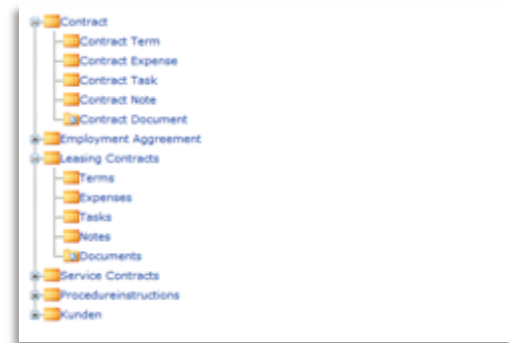 Contract
Contract Term
Contract Expense
Contract Task
Contract Note
Contract Document
Employment Aggreement
Leasing Contracts
Terms
Expenses
Tasks
Notes
Documents
Service Contracts
Procedureinstructions
Kunden